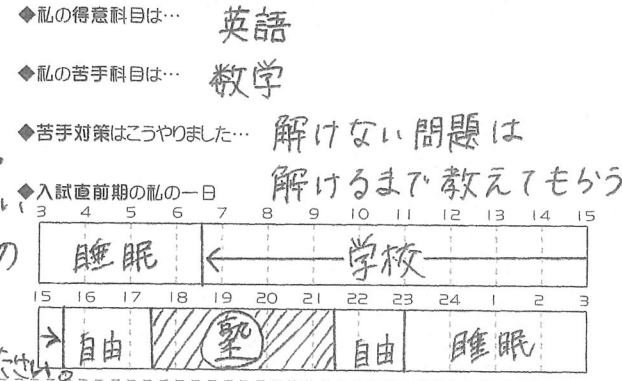 ◆私の得意科目は… 英語
◆私の苦手科目は… 数学
◆苦手対策はこうやりました… 解けない問題は
解けるまで教えてもらう
◆入試直前期の私の一日
3 4 5 6 7 8 9 10 11 12 13 14 15
睡眠 学校
15 16 17 18 19 20 21 22 23 24 1 2 3
自由 塾 自由 睡眠